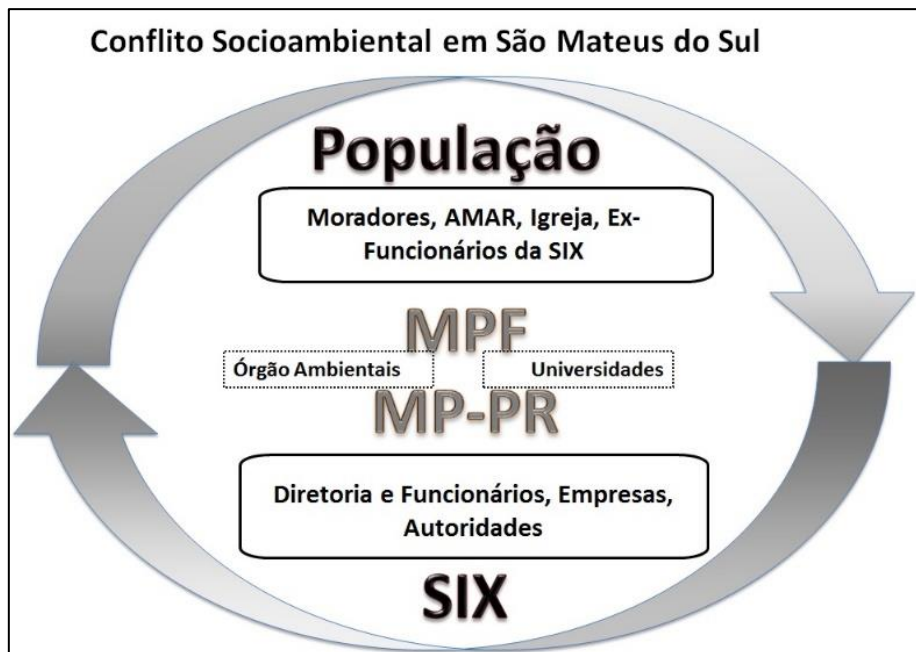 Conflito Socioambiental em São Mateus do Sul
População
Moradores, AMAR, Igreja, Ex-
Funcionários da SIX
MPF
Órgão Ambientais
Universidades
MP-PR
Diretoria e Funcionários, Empresas,
Autoridades
SIX